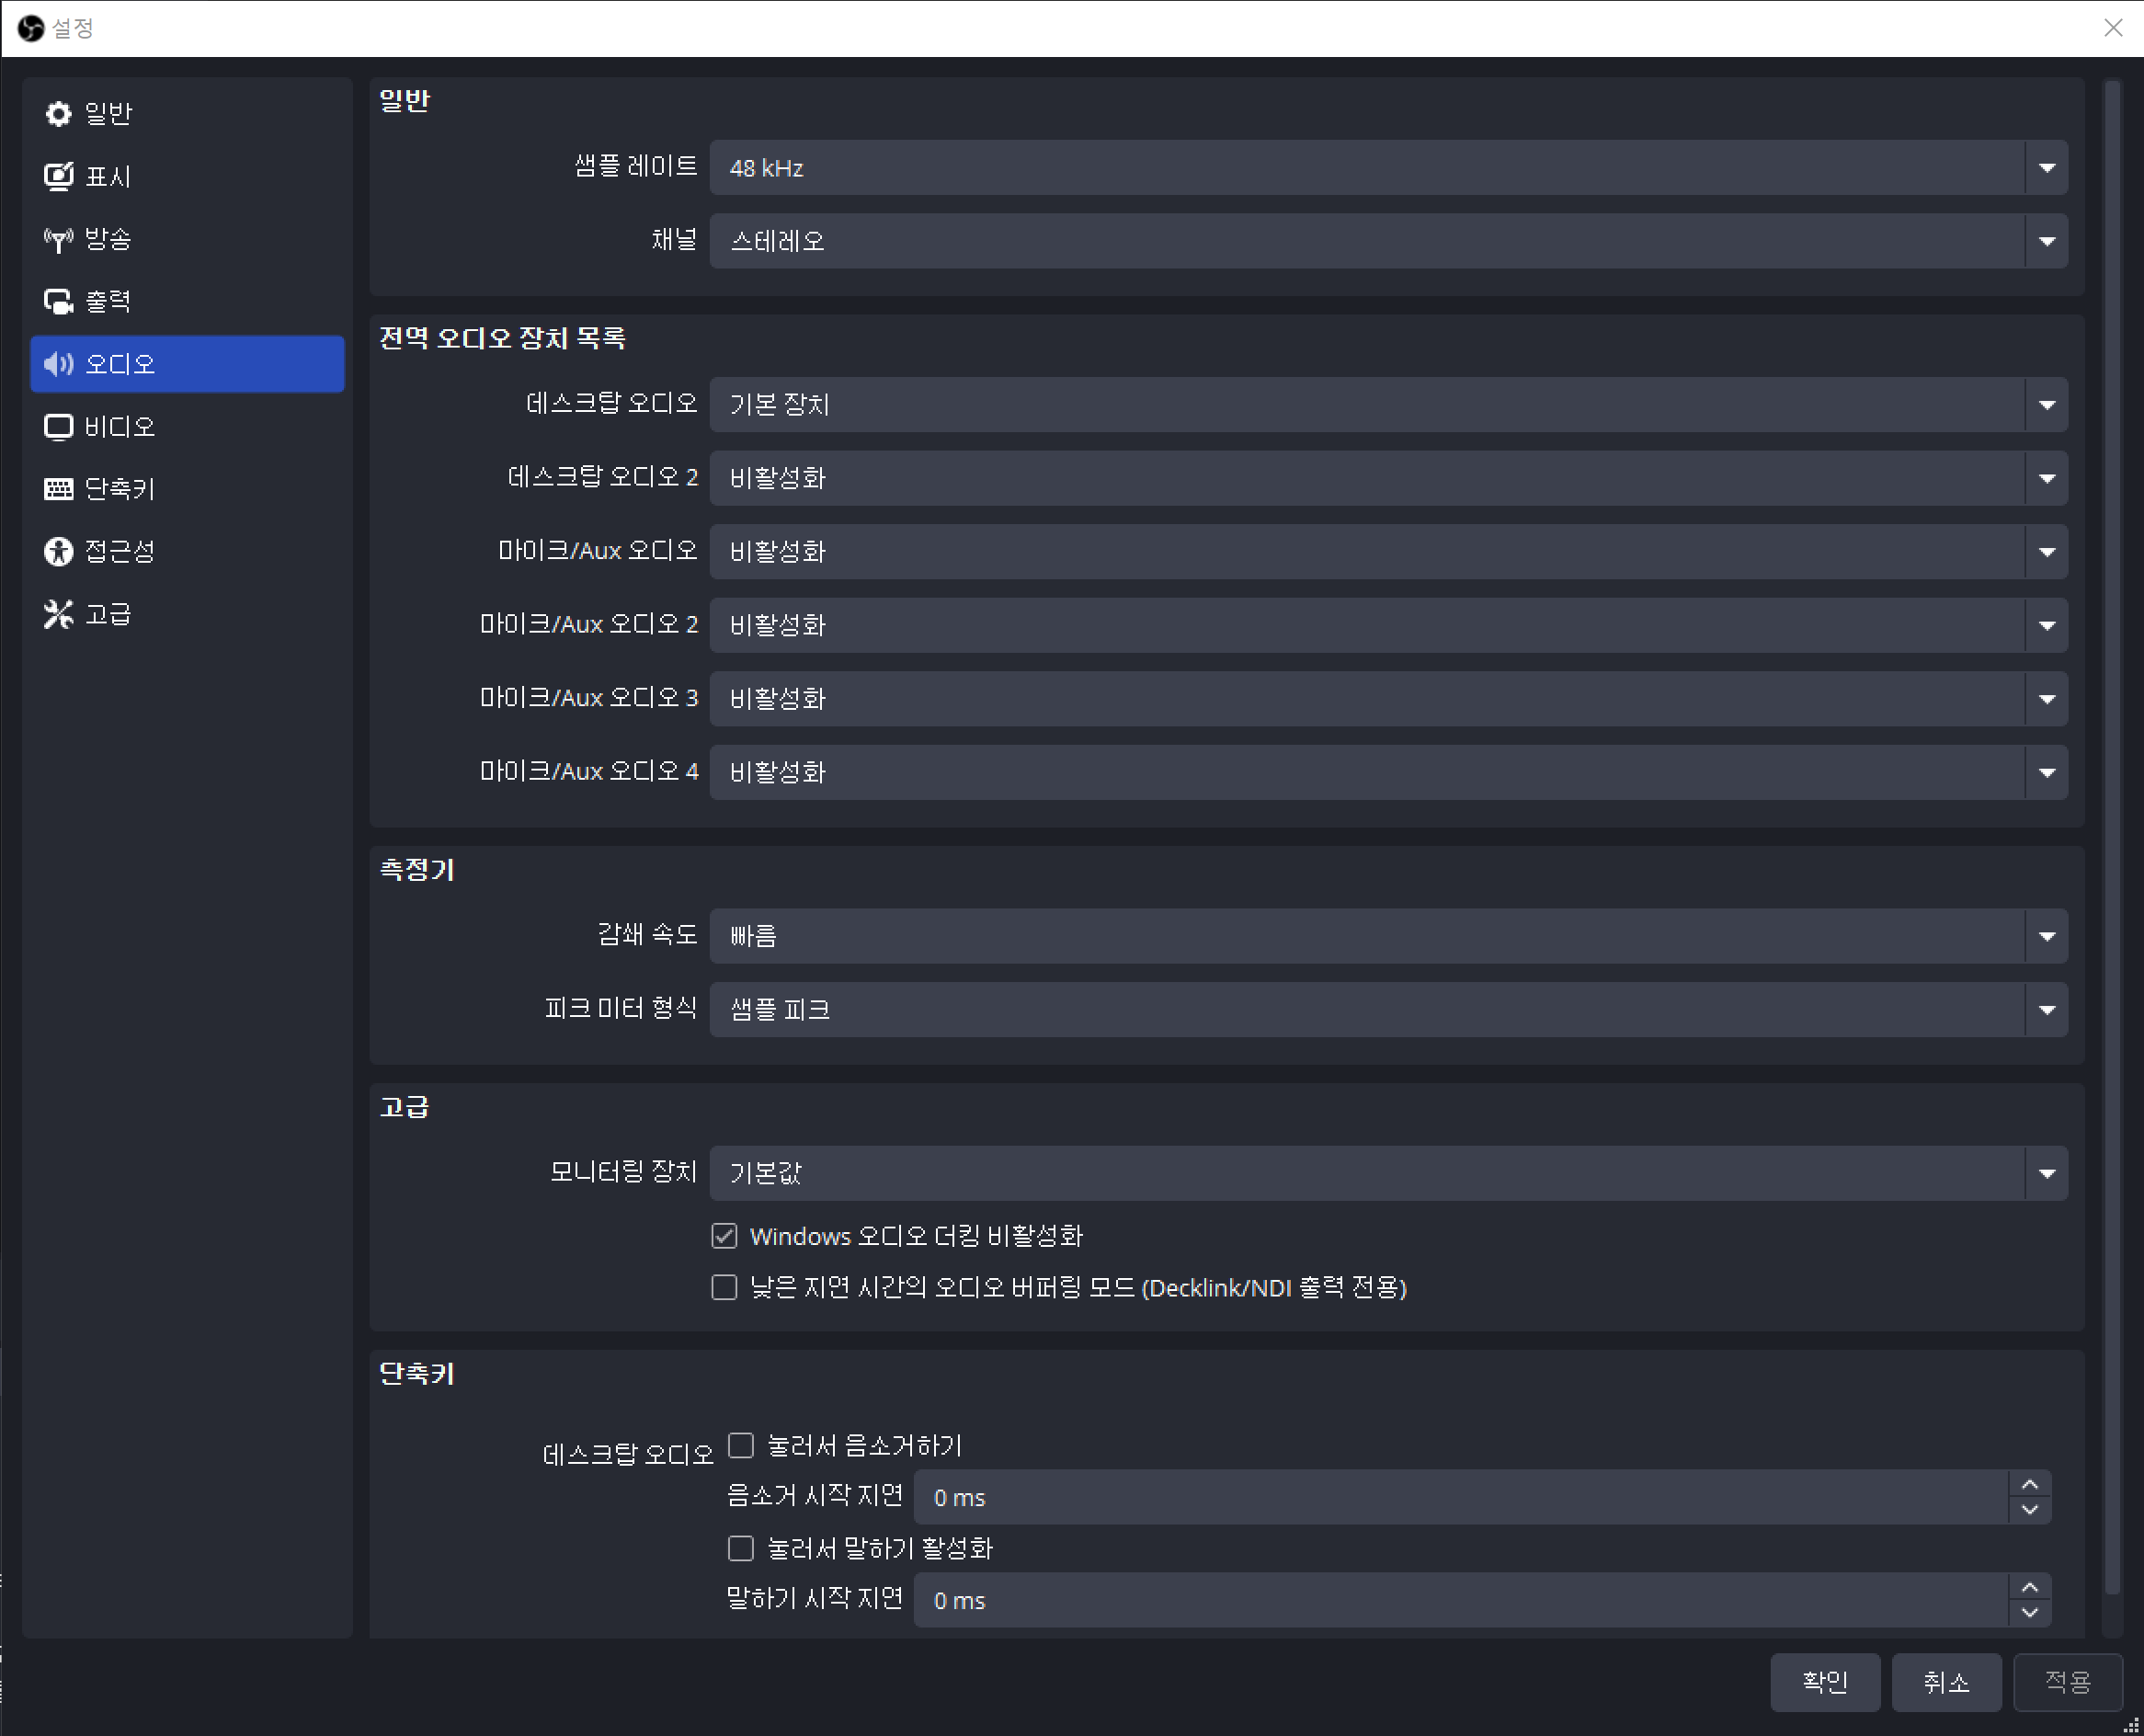 설정
일반
표시
방송
출력
오디오
비디오
단축키
접근성
고급
일반
샘플 레이트 48 kHz
채널 스테레오
전역 오디오 장치 목록
데스크탑 오디오 기본 장치
데스크탑 오디오 2 비활성화
마이크/Aux 오디오 비활성화
마이크/Aux 오디오 2 비활성화
마이크/Aux 오디오 3 비활성화
마이크/Aux 오디오 4 비활성화
측정기
감쇄 속도 빠름
피크 미터 형식 샘플 피크
고급
모니터링 장치 기본값
Windows 오디오 더킹 비활성화
낮은 지연 시간의 오디오 버퍼링 모드 (Decklink/NDI 출력 전용)
단축키
데스크탑 오디오 눌러서 음소거하기
음소거 시작 지연 0 ms
눌러서 말하기 활성화
말하기 시작 지연 0 ms
확인 취소 적용